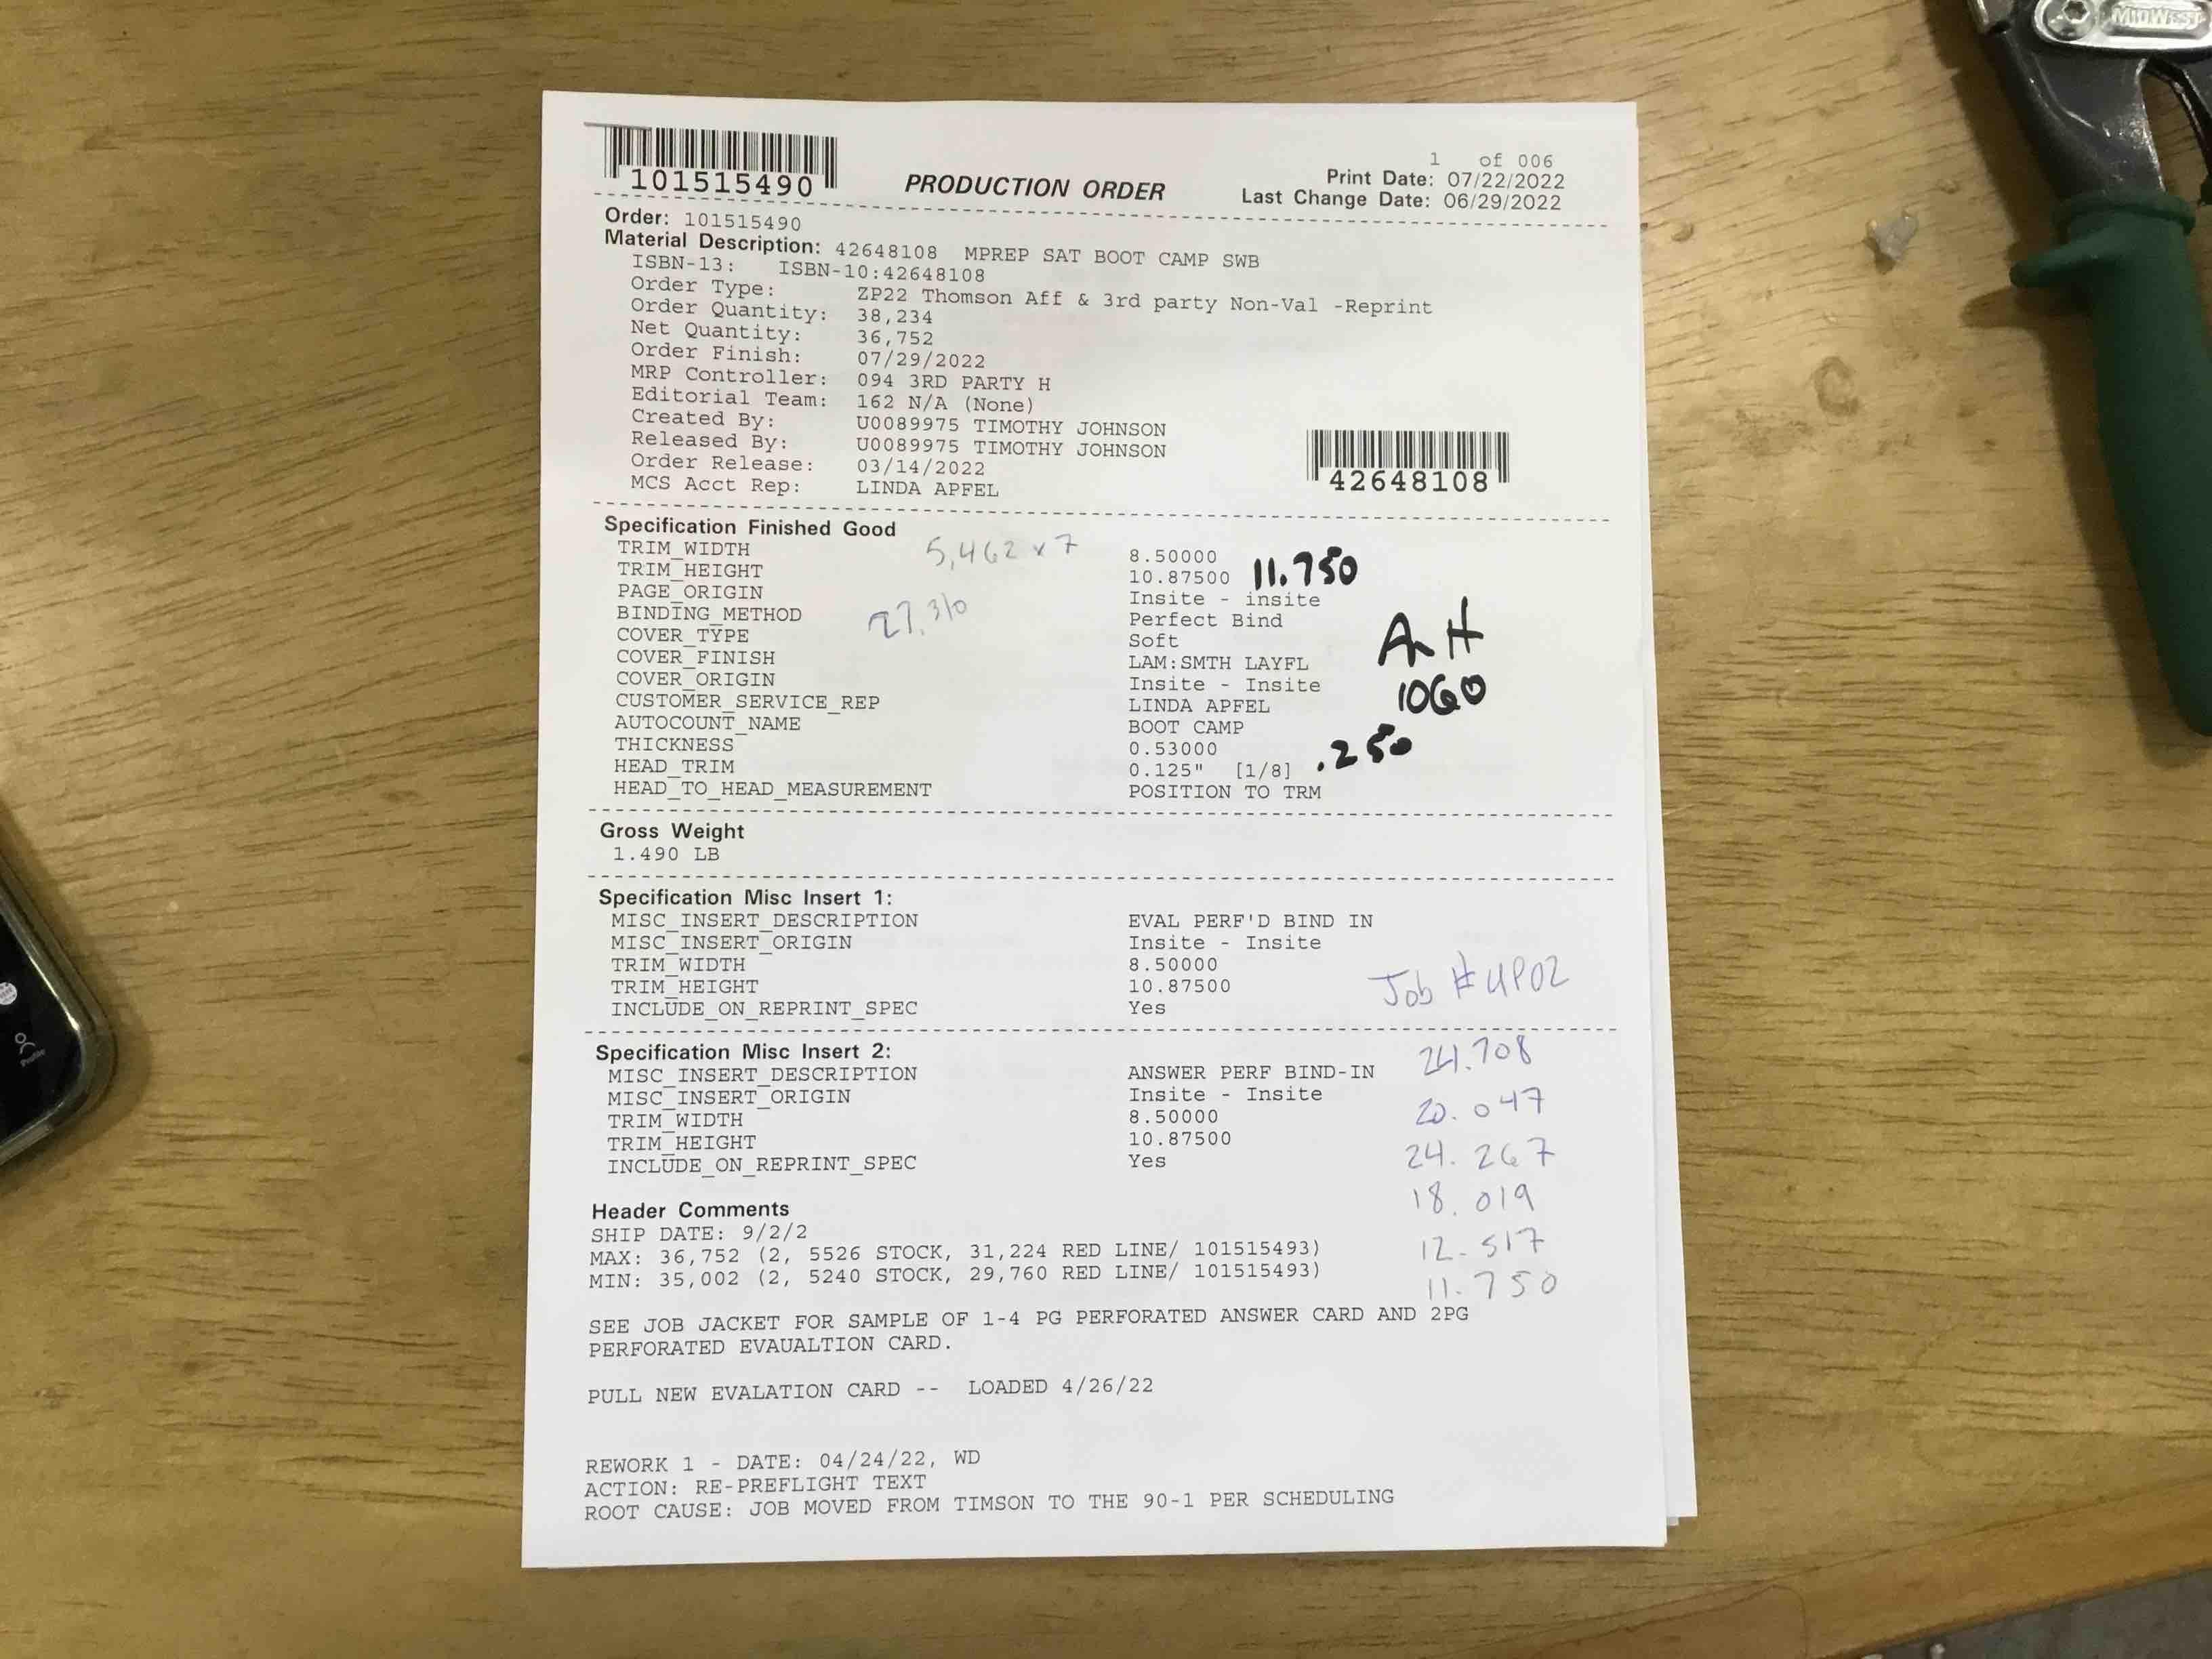 MIDWEST
101515490
PRODUCTION ORDER
1 of 006
Print Date: 07/22/2022
Last Change Date: 06/29/2022
Order: 101515490
Material Description: 42648108 MPREP SAT BOOT CAMP SWB
ISBN-13: ISBN-10:42648108
Order Type: ZP22 Thomson Aff & 3rd party Non-Val -Reprint
Order Quantity: 38,234
Net Quantity: 36,752
Order Finish: 07/29/2022
MRP Controller: 094 3RD PARTY H
Editorial Team: 162 N/A (None)
Created By: U0089975 TIMOTHY JOHNSON
Released By: U0089975 TIMOTHY JOHNSON
Order Release: 03/14/2022
MCS Acct Rep: LINDA APFEL
42648108
Specification Finished Good
5,462 x 7
TRIM_WIDTH 8.50000
TRIM_HEIGHT 10.87500 11.750
PAGE_ORIGIN Insite - insite
27.310
BINDING_METHOD Perfect Bind
COVER_TYPE Soft A H
COVER_FINISH LAM:SMTH LAYFL
COVER_ORIGIN Insite - Insite 1060
CUSTOMER_SERVICE_REP LINDA APFEL
AUTOCOUNT_NAME BOOT CAMP
THICKNESS 0.53000 .250
HEAD_TRIM 0.125" [1/8]
HEAD_TO_HEAD_MEASUREMENT POSITION TO TRM
Gross Weight
1.490 LB
Specification Misc Insert 1:
MISC_INSERT_DESCRIPTION EVAL PERF'D BIND IN
MISC_INSERT_ORIGIN Insite - Insite
TRIM_WIDTH 8.50000
TRIM_HEIGHT 10.87500 Job #4P02
INCLUDE_ON_REPRINT_SPEC Yes
Specification Misc Insert 2:
24.708
MISC_INSERT_DESCRIPTION ANSWER PERF BIND-IN
MISC_INSERT_ORIGIN Insite - Insite
20.047
TRIM_WIDTH 8.50000
TRIM_HEIGHT 10.87500
24.267
INCLUDE_ON_REPRINT_SPEC Yes
18.019
Header Comments
SHIP DATE: 9/2/2
MAX: 36,752 (2, 5526 STOCK, 31,224 RED LINE/ 101515493) 12.517
MIN: 35,002 (2, 5240 STOCK, 29,760 RED LINE/ 101515493) 11.750
SEE JOB JACKET FOR SAMPLE OF 1-4 PG PERFORATED ANSWER CARD AND 2PG
PERFORATED EVAUALTION CARD.
PULL NEW EVALATION CARD -- LOADED 4/26/22
REWORK 1 - DATE: 04/24/22, WD
ACTION: RE-PREFLIGHT TEXT
ROOT CAUSE: JOB MOVED FROM TIMSON TO THE 90-1 PER SCHEDULING
Profile